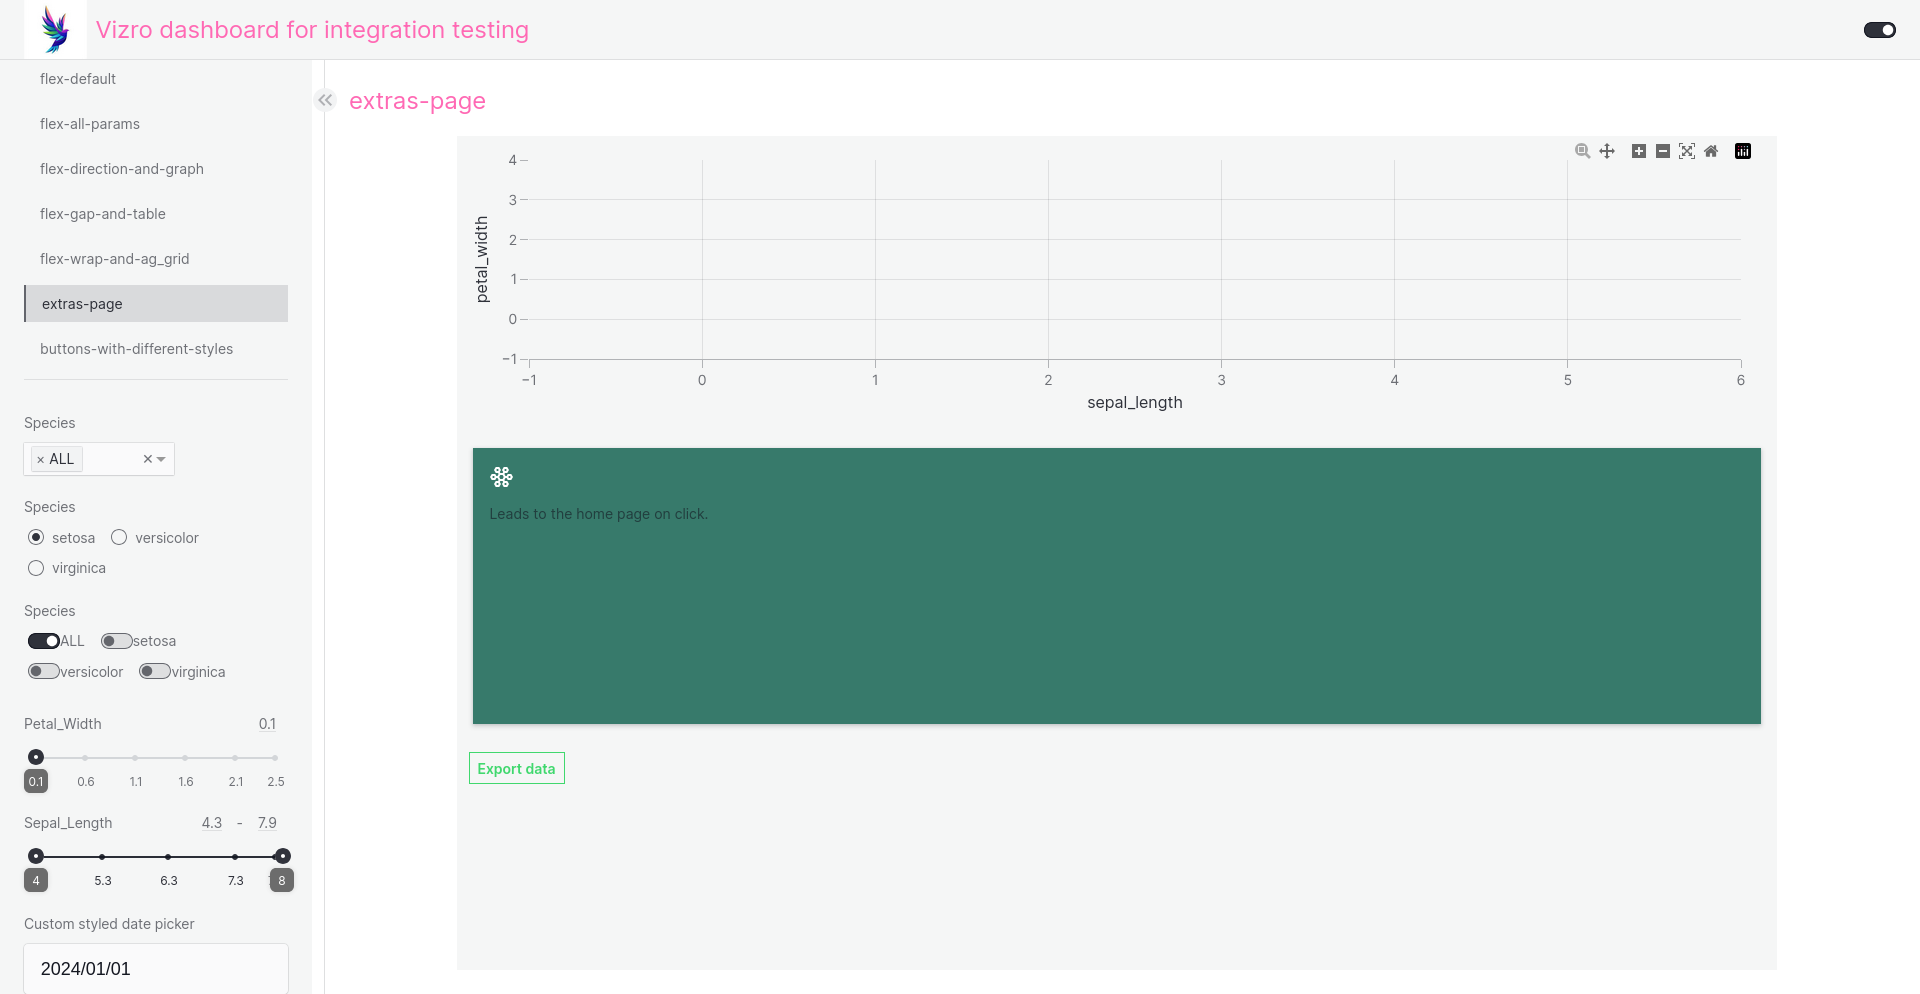 Vizro dashboard for integration testing
flex-default
flex-all-params
flex-direction-and-graph
flex-gap-and-table
flex-wrap-and-ag_grid
extras-page
buttons-with-different-styles
Species
× ALL ×
Species
setosa versicolor
virginica
Species
ALL setosa
versicolor virginica
Petal_Width 0.1
0.1 0.6 1.1 1.6 2.1 2.5
Sepal_Length 4.3 - 7.9
4 5.3 6.3 7.3 8
Custom styled date picker
2024/01/01
extras-page
4
3
2
1
0
−1
petal_width
−1 0 1 2 3 4 5 6
sepal_length
Leads to the home page on click.
Export data